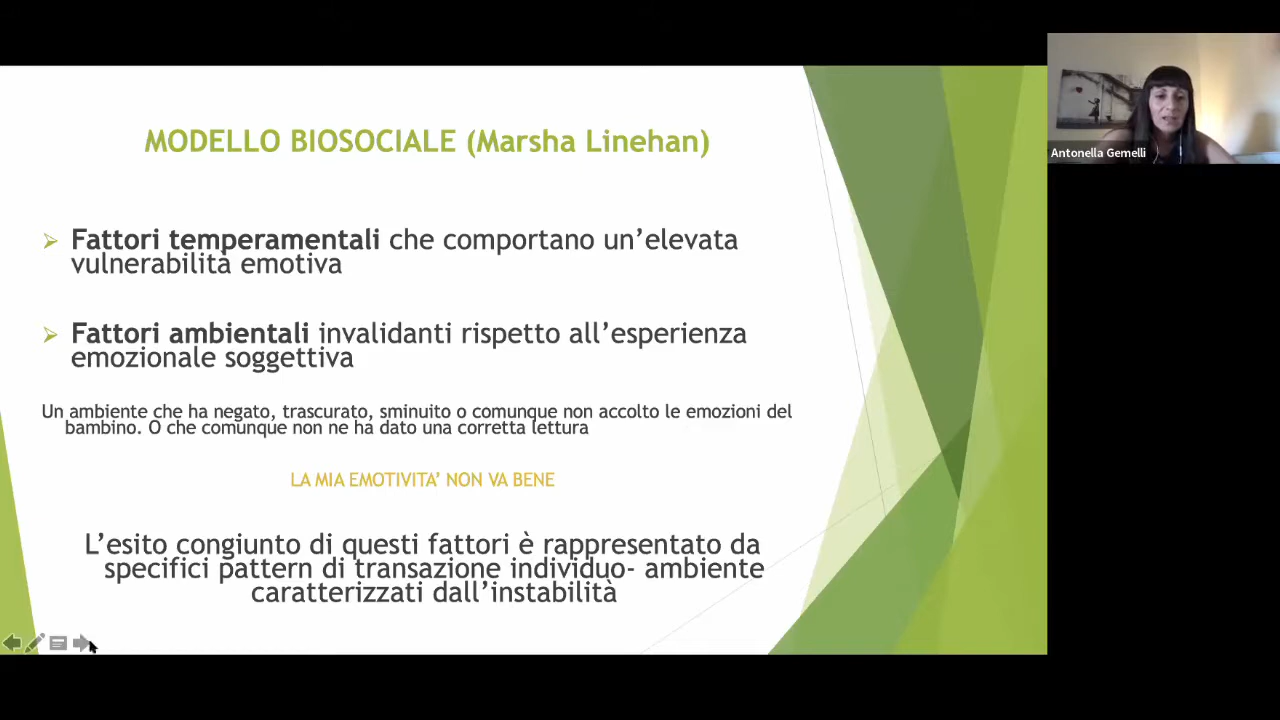 MODELLO BIOSOCIALE (Marsha Linehan)
Fattori temperamentali che comportano un’elevata
vulnerabilità emotiva
Fattori ambientali invalidanti rispetto all’esperienza
emozionale soggettiva
Un ambiente che ha negato, trascurato, sminuito o comunque non accolto le emozioni del
bambino. O che comunque non ne ha dato una corretta lettura
LA MIA EMOTIVITA’ NON VA BENE
L’esito congiunto di questi fattori è rappresentato da
specifici pattern di transazione individuo- ambiente
caratterizzati dall’instabilità
Antonella Gemelli